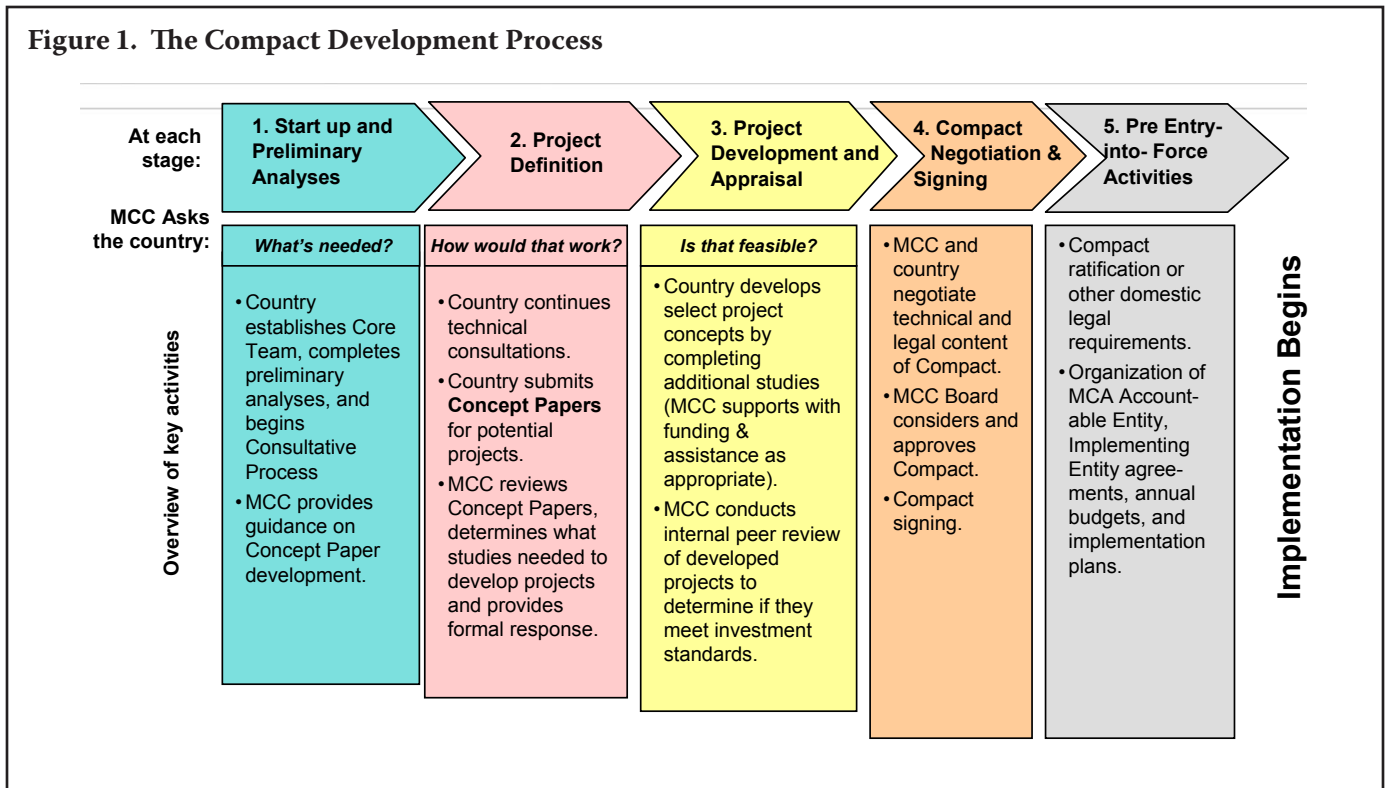 Figure 1. The Compact Development Process
At each
stage:
1. Start up and
Preliminary
Analyses
2. Project
Definition
3. Project
Development and
Appraisal
4. Compact
Negotiation &
Signing
5. Pre Entry-
into- Force
Activities
MCC Asks
the country:
What's needed?
How would that work?
Is that feasible?
Overview of key activities
• Country
establishes Core
Team, completes
preliminary
analyses, and
begins
Consultative
Process
• MCC provides
guidance on
Concept Paper
development.
• Country continues
technical
consultations.
• Country submits
Concept Papers
for potential
projects.
• MCC reviews
Concept Papers,
determines what
studies needed to
develop projects
and provides
formal response.
• Country develops
select project
concepts by
completing
additional studies
(MCC supports with
funding &
assistance as
appropriate).
• MCC conducts
internal peer review
of developed
projects to
determine if they
meet investment
standards.
• MCC and
country
negotiate
technical and
legal content
of Compact.
• MCC Board
considers and
approves
Compact.
• Compact
signing.
• Compact
ratification or
other domestic
legal
requirements.
• Organization of
MCA Account-
able Entity,
Implementing
Entity agree-
ments, annual
budgets, and
implementation
plans.
Implementation Begins